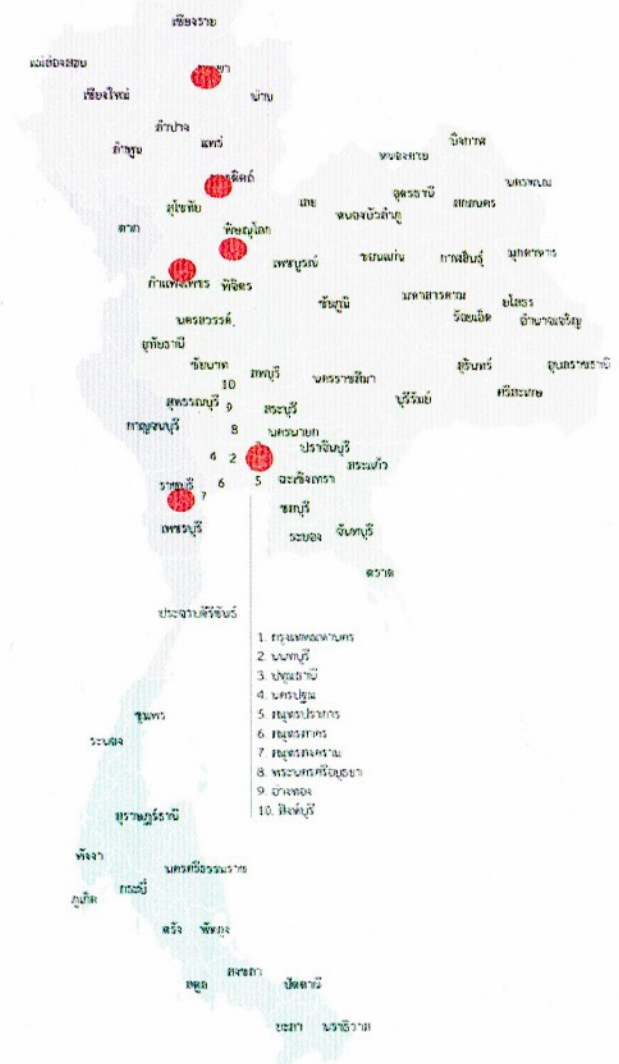 เชียงราย
แม่ฮ่องสอน
เชียงใหม่
น่าน
ลำปาง
แพร่
ลำพูน
บึงกาฬ
หนองคาย
นครพนม
อุดรธานี
สกลนคร
เลย
หนองบัวลำภู
สุโขทัย
ตาก
พิษณุโลก
เพชรบูรณ์
ขอนแก่น
กาฬสินธุ์
มุกดาหาร
กำแพงเพชร
พิจิตร
ชัยภูมิ
มหาสารคาม
ยโสธร
ร้อยเอ็ด
อำนาจเจริญ
นครสวรรค์
อุทัยธานี
ชัยนาท
ลพบุรี
นครราชสีมา
สุรินทร์
อุบลราชธานี
10
สุพรรณบุรี
9
สระบุรี
บุรีรัมย์
ศรีสะเกษ
กาญจนบุรี
8
นครนายก
ปราจีนบุรี
4
2
สระแก้ว
ราชบุรี
6
5
ฉะเชิงเทรา
7
ชลบุรี
เพชรบุรี
ระยอง
จันทบุรี
ตราด
ประจวบคีรีขันธ์
1. กรุงเทพมหานคร
2. นนทบุรี
3. ปทุมธานี
4. นครปฐม
5. สมุทรปราการ
6. สมุทรสาคร
7. สมุทรสงคราม
8. พระนครศรีอยุธยา
9. อ่างทอง
10. สิงห์บุรี
ชุมพร
ระนอง
สุราษฎร์ธานี
พังงา
นครศรีธรรมราช
กระบี่
ภูเก็ต
ตรัง
พัทลุง
สงขลา
สตูล
ปัตตานี
ยะลา
นราธิวาส